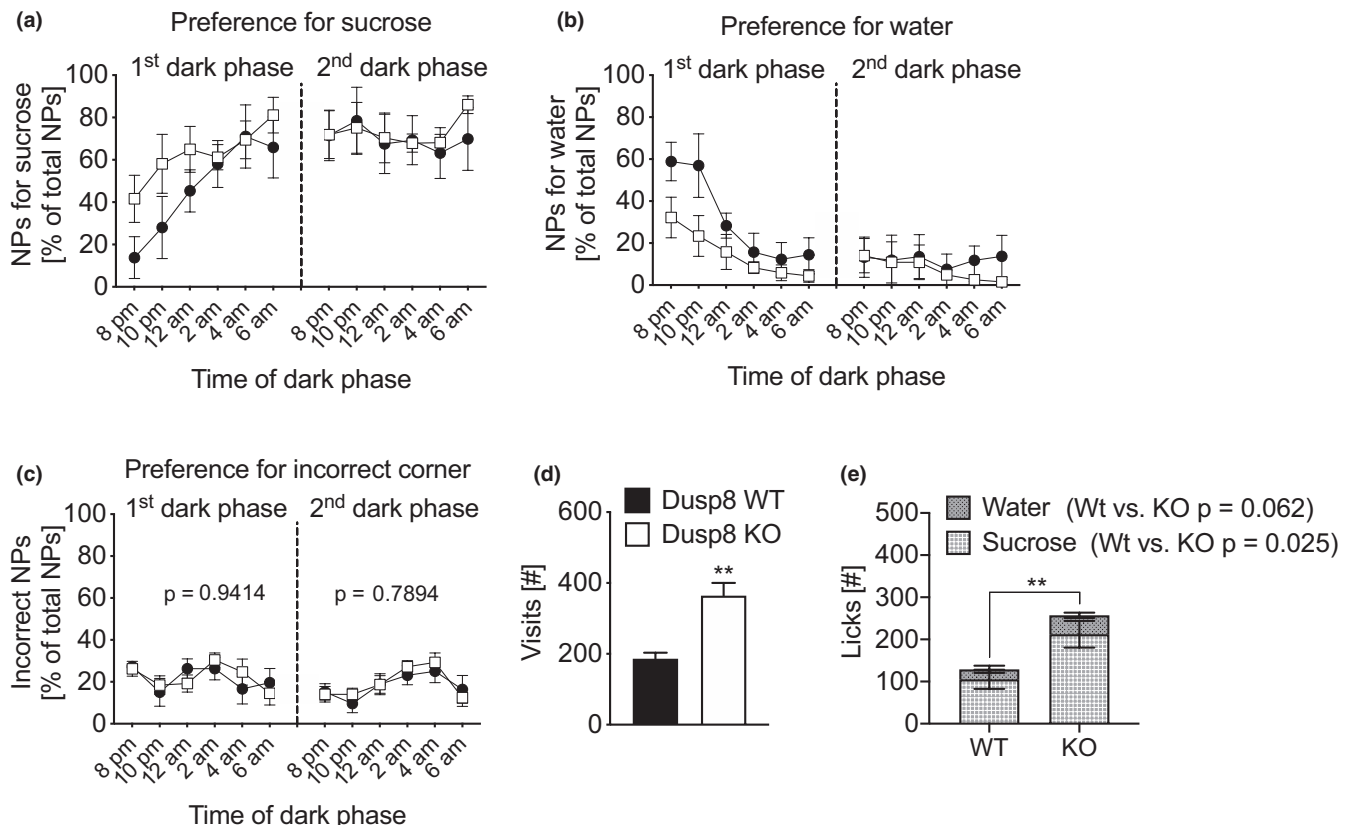 (a)
Preference for sucrose
1st dark phase
2nd dark phase
NPs for sucrose
[% of total NPs]
100
80
60
40
20
0
8 pm
10 pm
12 am
2 am
4 am
6 am
8 pm
10 pm
12 am
2 am
4 am
6 am
Time of dark phase
(b)
Preference for water
1st dark phase
2nd dark phase
NPs for water
[% of total NPs]
100
80
60
40
20
0
8 pm
10 pm
12 am
2 am
4 am
6 am
8 pm
10 pm
12 am
2 am
4 am
6 am
Time of dark phase
(c)
Preference for incorrect corner
1st dark phase
2nd dark phase
Incorrect NPs
[% of total NPs]
100
80
60
40
20
0
p = 0.9414
p = 0.7894
8 pm
10 pm
12 am
2 am
4 am
6 am
8 pm
10 pm
12 am
2 am
4 am
6 am
Time of dark phase
(d)
Dusp8 WT
Dusp8 KO
Visits [#]
600
400
200
0
**
(e)
Water (Wt vs. KO p = 0.062)
Sucrose (Wt vs. KO p = 0.025)
Licks [#]
500
400
300
200
100
0
**
WT
KO